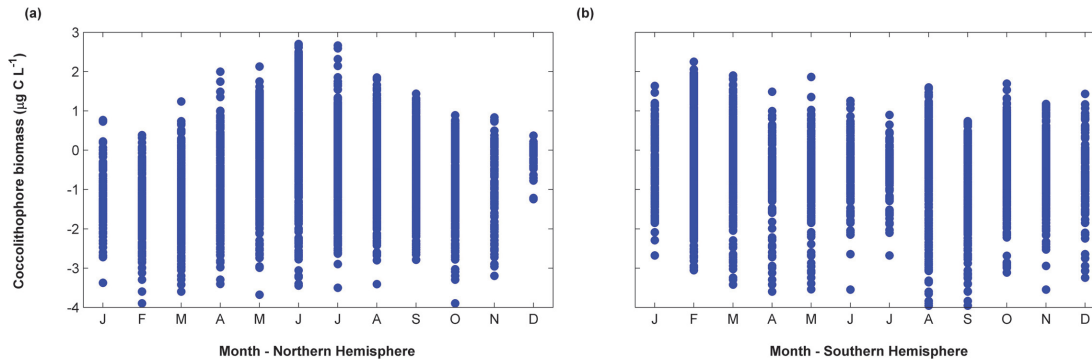 (a)
(b)
Coccolithophore biomass (µg C L⁻¹)
3
2
1
0
-1
-2
-3
-4
J F M A M J J A S O N D
J F M A M J J A S O N D
Month - Northern Hemisphere
Month - Southern Hemisphere